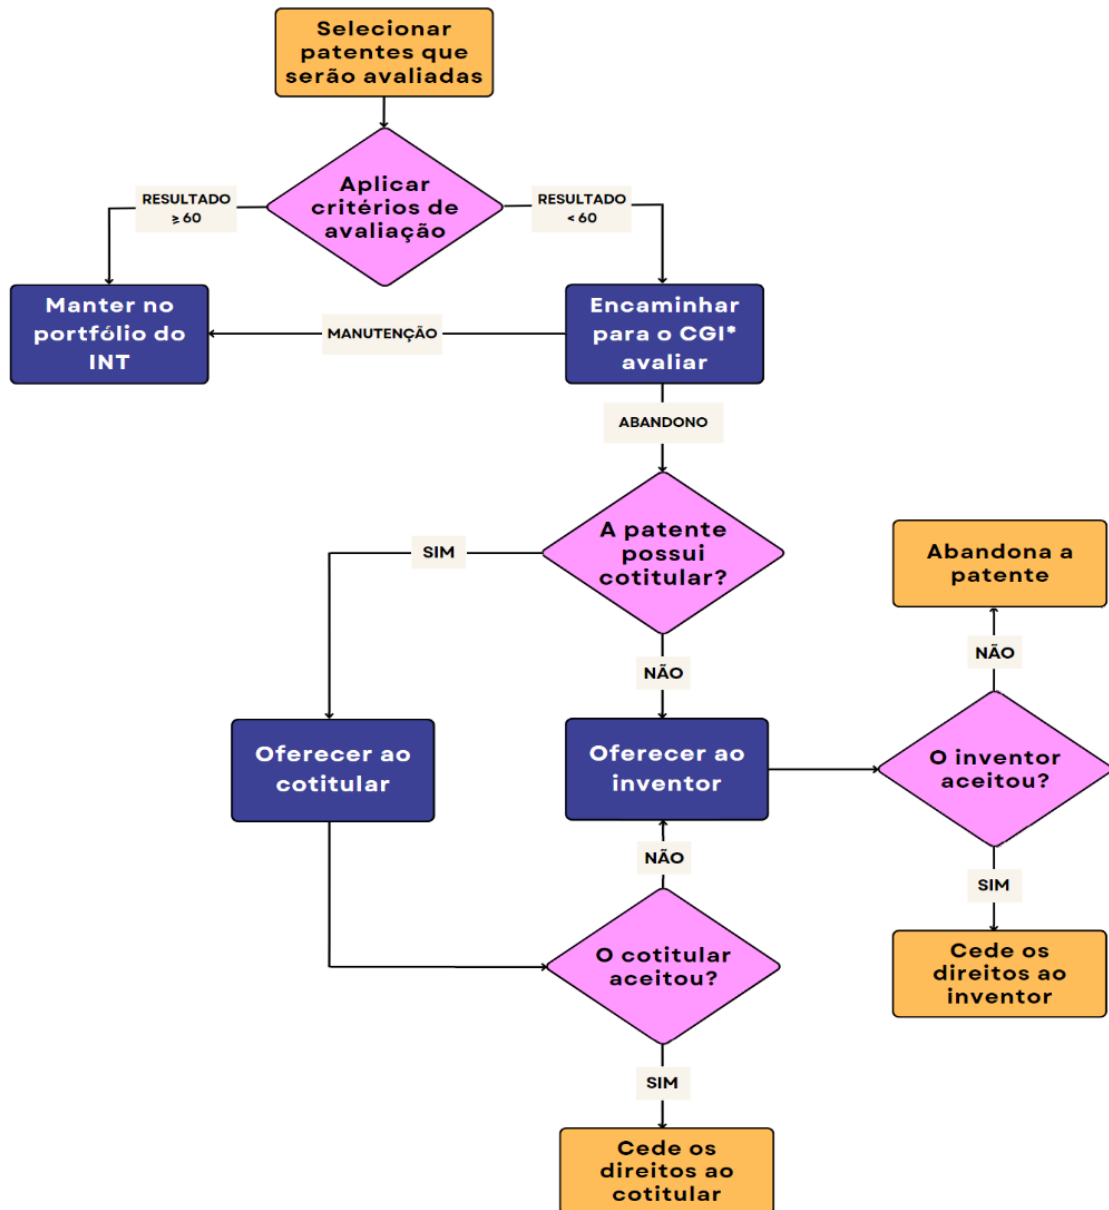 Selecionar
patentes que
serão avaliadas
Aplicar
critérios de
avaliação
RESULTADO
≥ 60
RESULTADO
< 60
Manter no
portfólio do
INT
MANUTENÇÃO
Encaminhar
para o CGI*
avaliar
ABANDONO
A patente
possui
cotitular?
SIM
NÃO
Abandona a
patente
NÃO
Oferecer ao
cotitular
Oferecer ao
inventor
O inventor
aceitou?
NÃO
SIM
O cotitular
aceitou?
Cede os
direitos ao
inventor
SIM
Cede os
direitos ao
cotitular